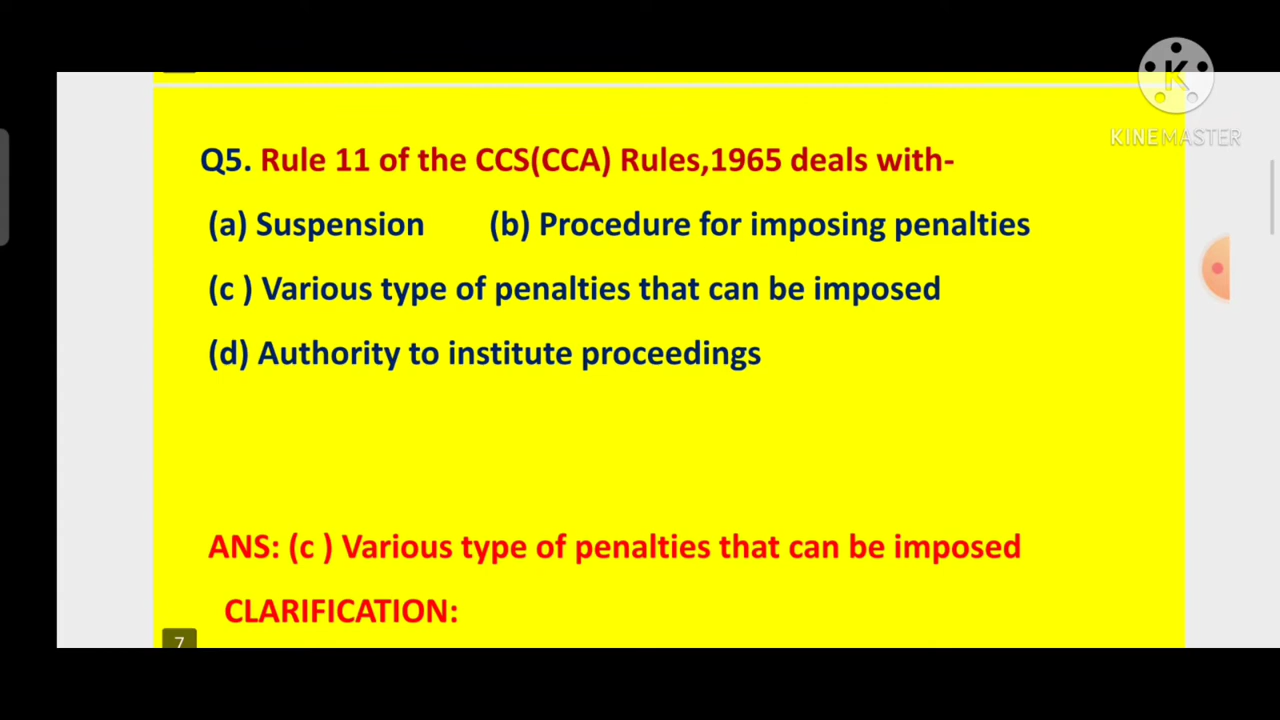 K
KINEMASTER
Q5. Rule 11 of the CCS(CCA) Rules,1965 deals with-
(a) Suspension (b) Procedure for imposing penalties
(c ) Various type of penalties that can be imposed
(d) Authority to institute proceedings
ANS: (c ) Various type of penalties that can be imposed
CLARIFICATION:
7